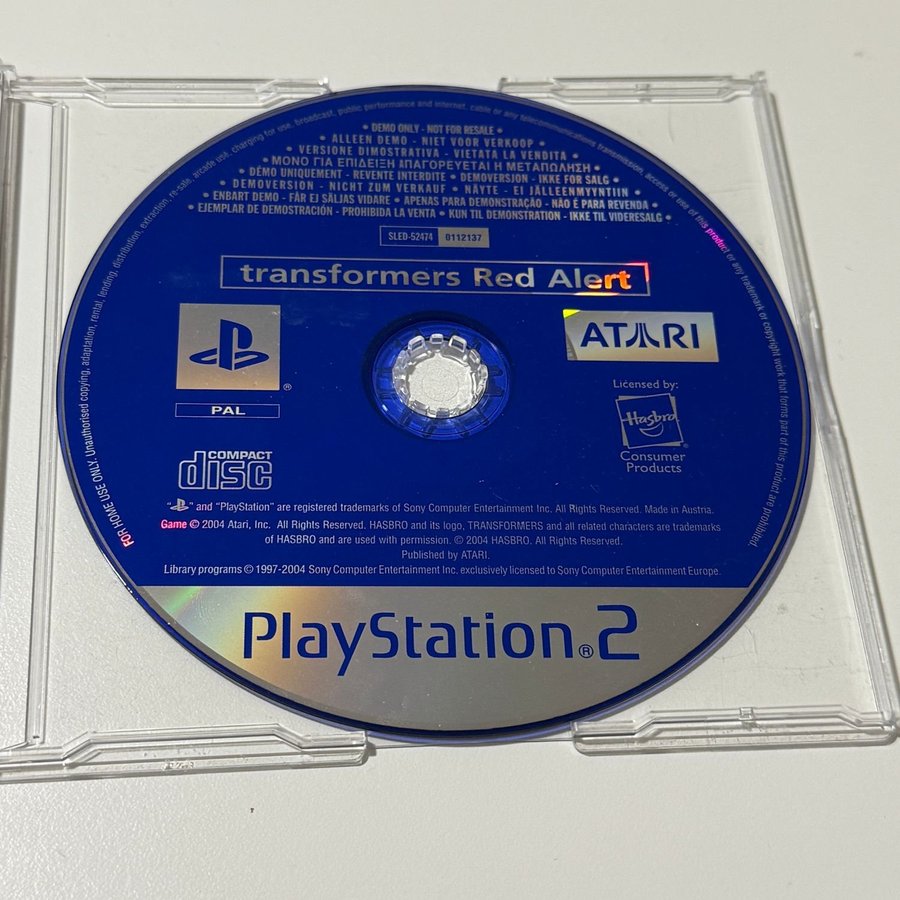 FOR HOME USE ONLY. Unauthorised copying, adaptation, rental, lending, distribution, extraction, re-sale, arcade use, charging for use, broadcast, public performance and internet, cable or any telecommunications transmission, access or use of this product or any trademark or copyright work that forms part of this product are prohibited.
• DEMO ONLY - NOT FOR RESALE •
• ALLEEN DEMO - NIET VOOR VERKOOP •
• VERSIONE DIMOSTRATIVA - VIETATA LA VENDITA •
• ΜΟΝΟ ΓΙΑ ΕΠΙΔΕΙΞΗ ΑΠΑΓΟΡΕΥΕΤΑΙ Η ΜΕΤΑΠΩΛΗΣΗ •
• DÉMO UNIQUEMENT - REVENTE INTERDITE • DEMOVERSJON - IKKE FOR SALG •
• DEMOVERSION - NICHT ZUM VERKAUF • NÄYTE - EI JÄLLEENMYYNTIIN •
• ENBART DEMO - FÅR EJ SÄLJAS VIDARE • APENAS PARA DEMONSTRAÇÃO - NÃO É PARA REVENDA •
EJEMPLAR DE DEMOSTRACIÓN - PROHIBIDA LA VENTA • KUN TIL DEMONSTRATION - IKKE TIL VIDERESALG •
SLED-52474 0112137
transformers Red Alert
ATARI
®
PAL
Licensed by:
Hasbro
Consumer
Products
COMPACT
disc
" " and "PlayStation" are registered trademarks of Sony Computer Entertainment Inc. All Rights Reserved. Made in Austria.
Game © 2004 Atari, Inc. All Rights Reserved. HASBRO and its logo, TRANSFORMERS and all related characters are trademarks
of HASBRO and are used with permission. © 2004 HASBRO. All Rights Reserved.
Published by ATARI.
Library programs © 1997-2004 Sony Computer Entertainment Inc. exclusively licensed to Sony Computer Entertainment Europe.
PlayStation®2